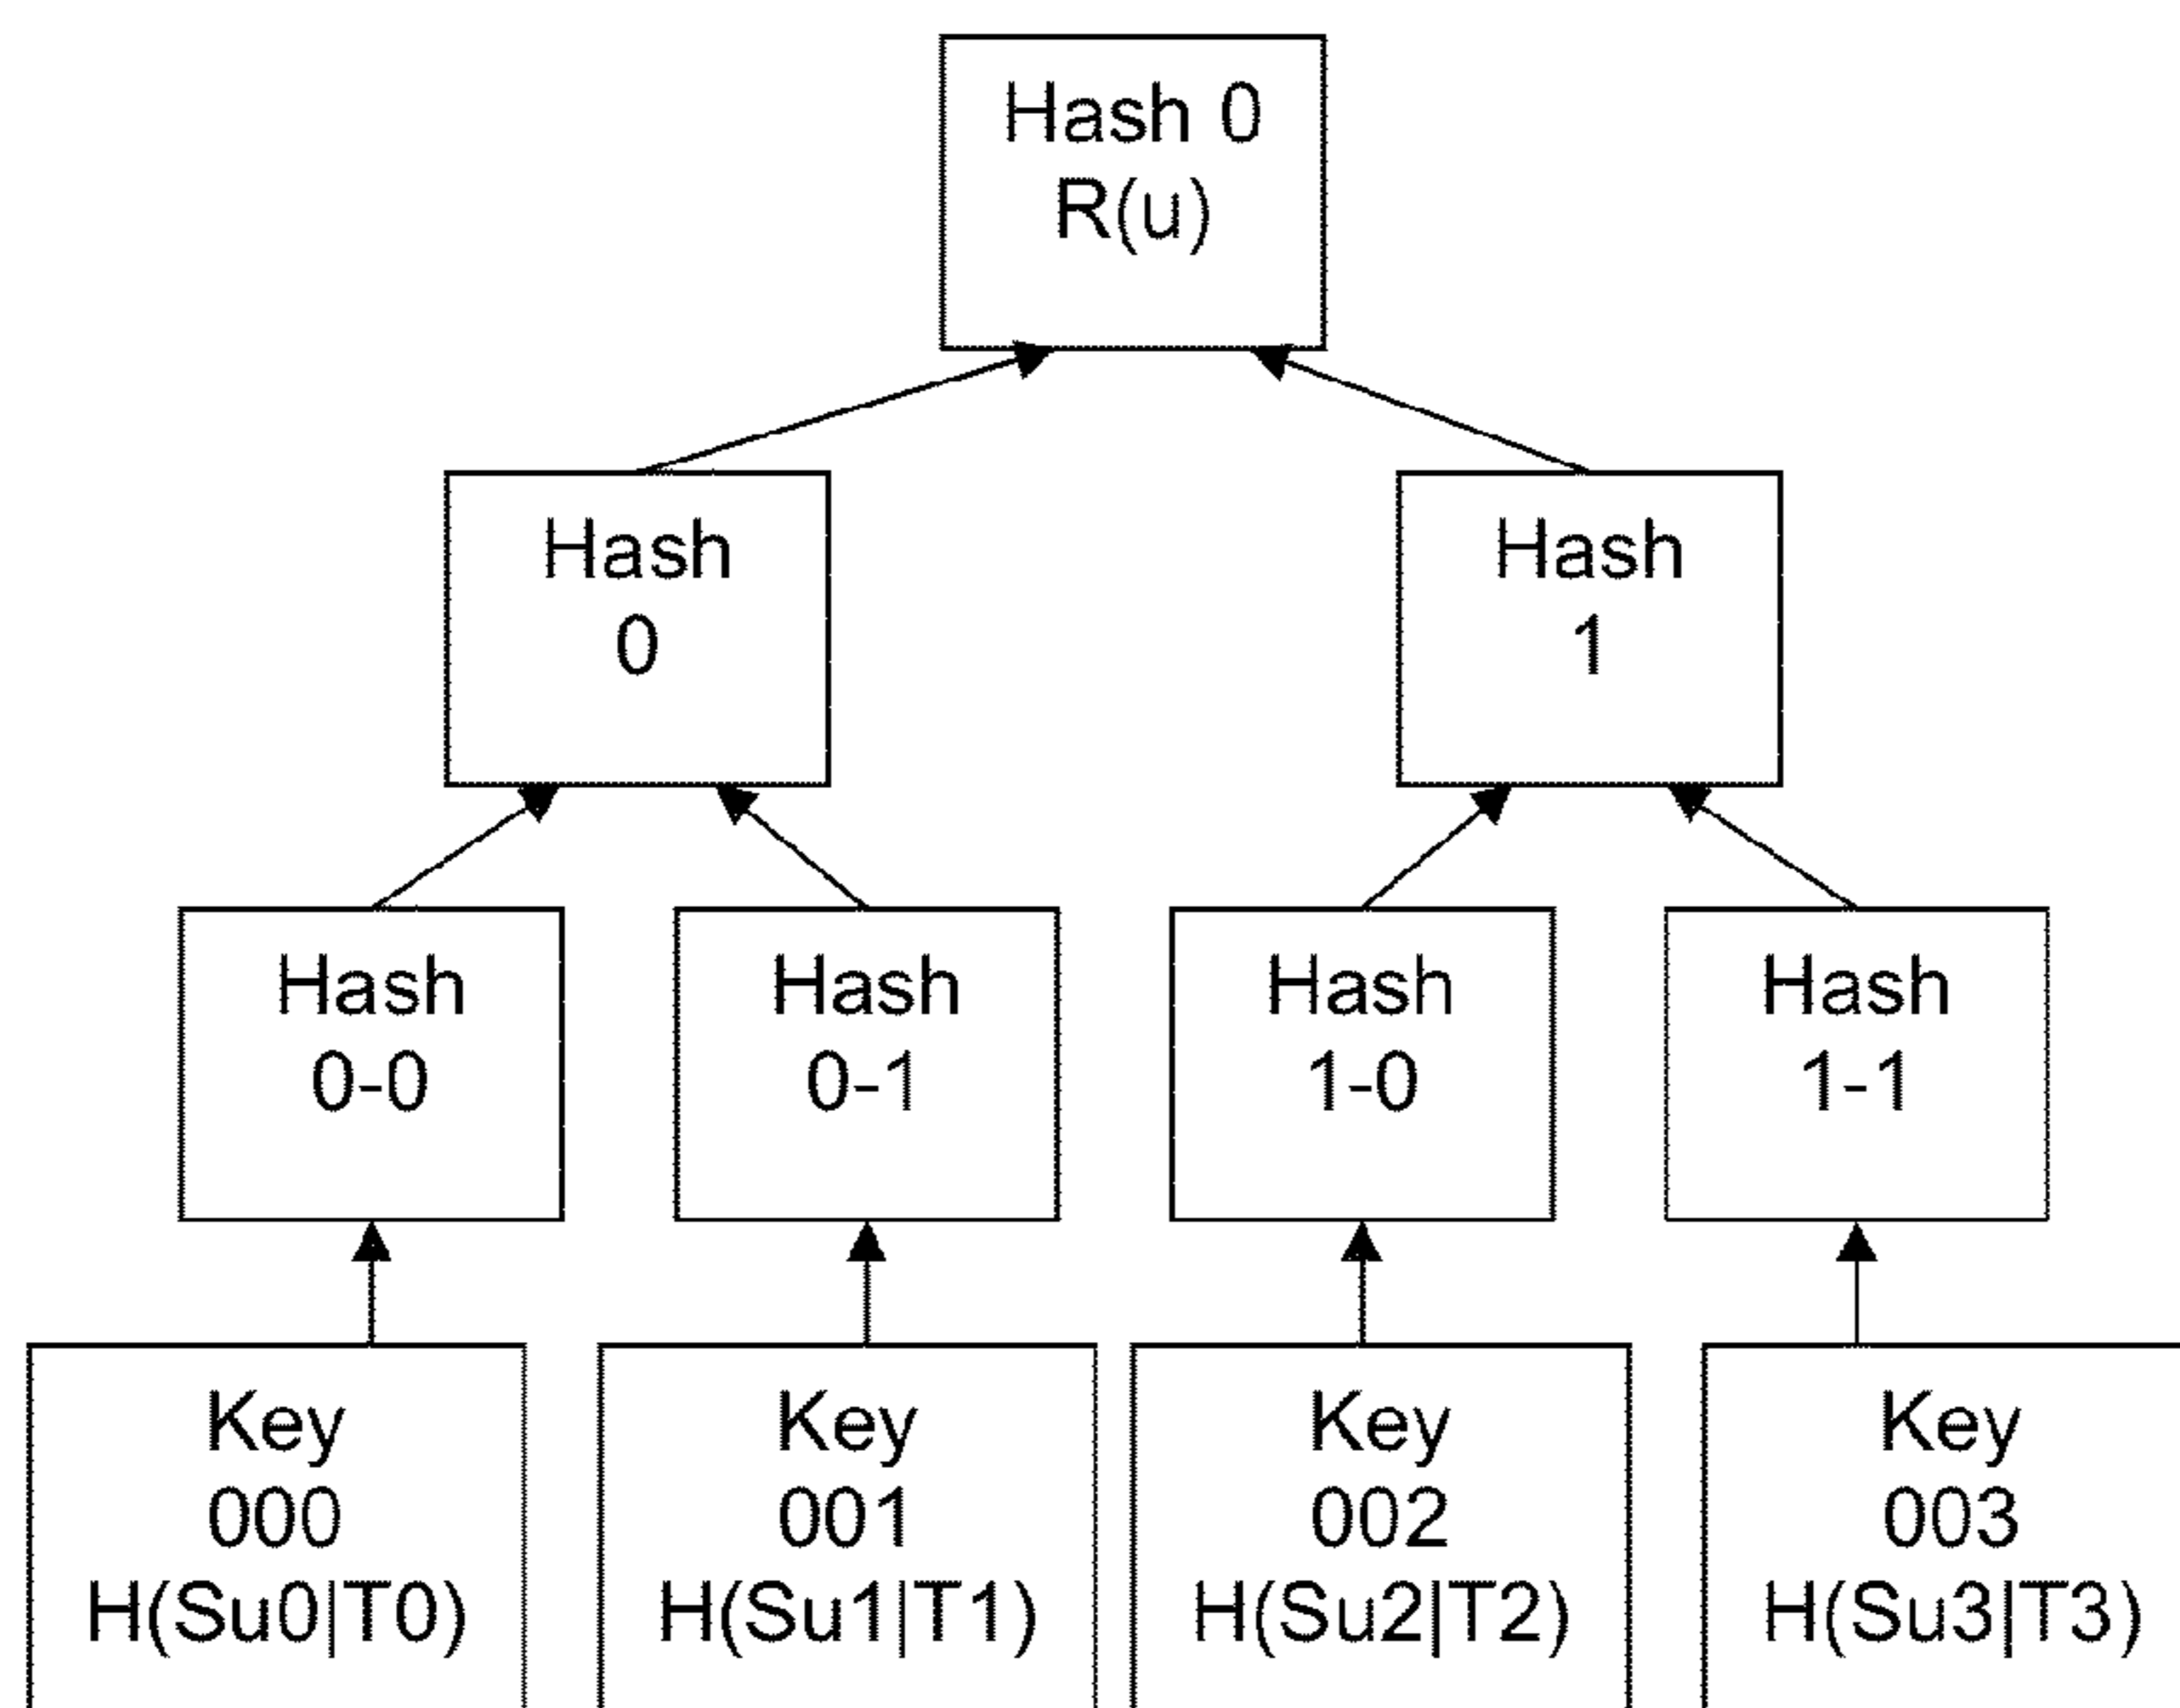 Hash 0
R(u)
Hash
0
Hash
1
Hash
0-0
Hash
0-1
Hash
1-0
Hash
1-1
Key
000
H(Su0|T0)
Key
001
H(Su1|T1)
Key
002
H(Su2|T2)
Key
003
H(Su3|T3)